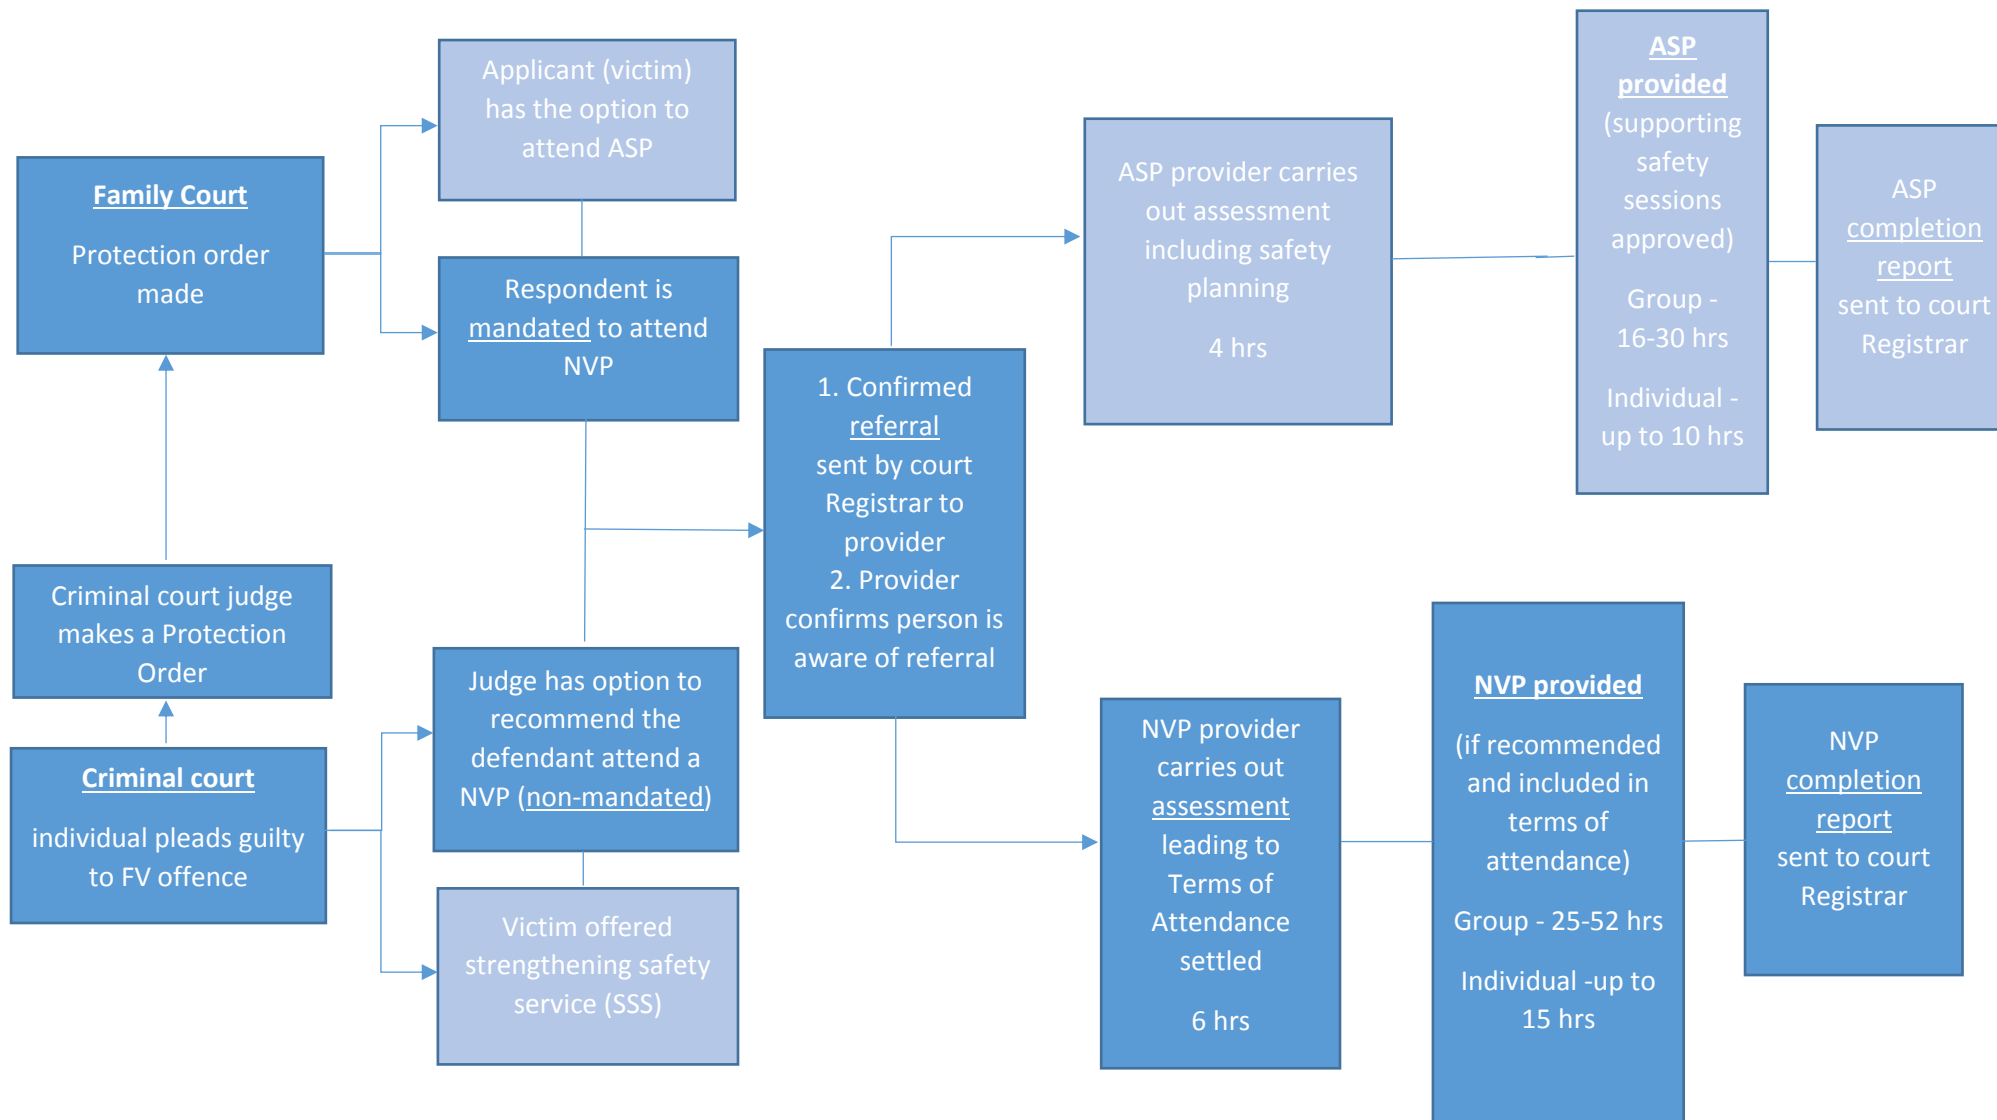 Family Court
Protection order
made
Criminal court judge
makes a Protection
Order
Criminal court
individual pleads guilty
to FV offence
Applicant (victim)
has the option to
attend ASP
Respondent is
mandated to attend
NVP
Judge has option to
recommend the
defendant attend a
NVP (non-mandated)
Victim offered
strengthening safety
service (SSS)
1. Confirmed
referral
sent by court
Registrar to
provider
2. Provider
confirms person is
aware of referral
ASP provider carries
out assessment
including safety
planning
4 hrs
ASP
provided
(supporting
safety
sessions
approved)
Group -
16-30 hrs
Individual -
up to 10 hrs
ASP
completion
report
sent to court
Registrar
NVP provider
carries out
assessment
leading to
Terms of
Attendance
settled
6 hrs
NVP provided
(if recommended
and included in
terms of
attendance)
Group - 25-52 hrs
Individual -up to
15 hrs
NVP
completion
report
sent to court
Registrar